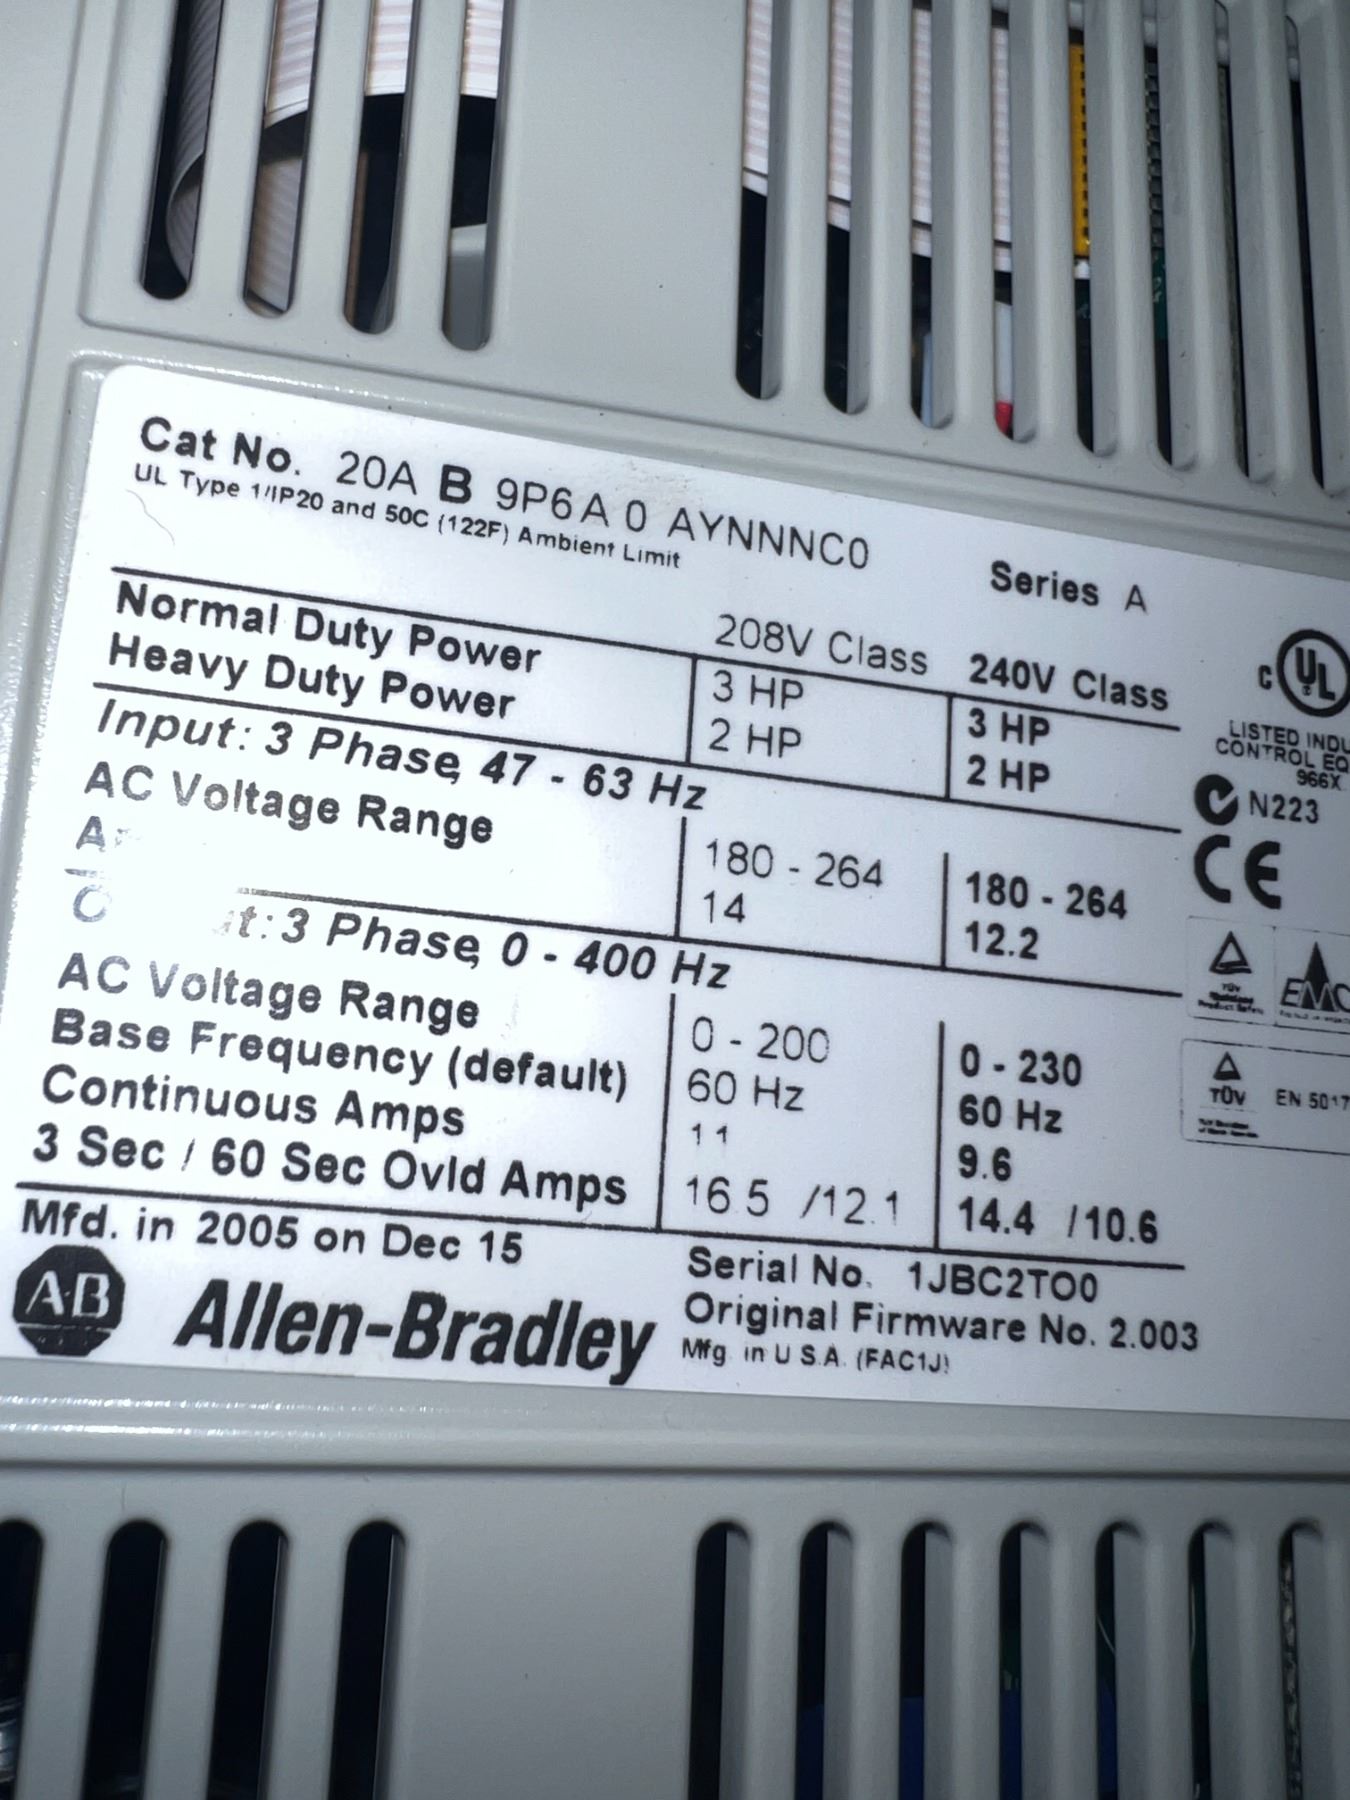 Cat No. 20A B 9P6 A 0 AYNNNC0
UL Type 1/IP20 and 50C (122F) Ambient Limit
Series A
208V Class 240V Class
Normal Duty Power 3 HP 3 HP
Heavy Duty Power 2 HP 2 HP
Input: 3 Phase, 47 - 63 Hz
AC Voltage Range 180 - 264 180 - 264
14 12.2
3 Phase, 0 - 400 Hz
AC Voltage Range 0 - 200 0 - 230
Base Frequency (default) 60 Hz 60 Hz
Continuous Amps 11 9.6
3 Sec / 60 Sec Ovld Amps 16.5 /12.1 14.4 /10.6
Mfd. in 2005 on Dec 15
Serial No. 1JBC2TO0
Original Firmware No. 2.003
Mfg. in U.S.A. (FAC1J)
AB Allen-Bradley
C UL
LISTED
CONTROL
966X
N223
CE
TÜV
EMC
TÜV
EN